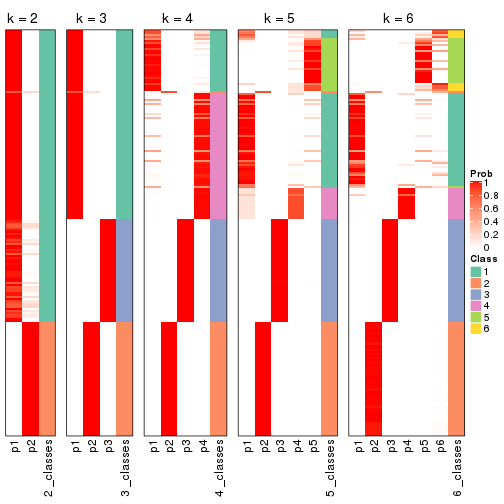 k = 2
k = 3
k = 4
k = 5
k = 6
p1
p2
2_classes
p1
p2
p3
3_classes
p1
p2
p3
p4
4_classes
p1
p2
p3
p4
p5
5_classes
p1
p2
p3
p4
p5
p6
6_classes
Prob
1
0.8
0.6
0.4
0.2
0
Class
1
2
3
4
5
6